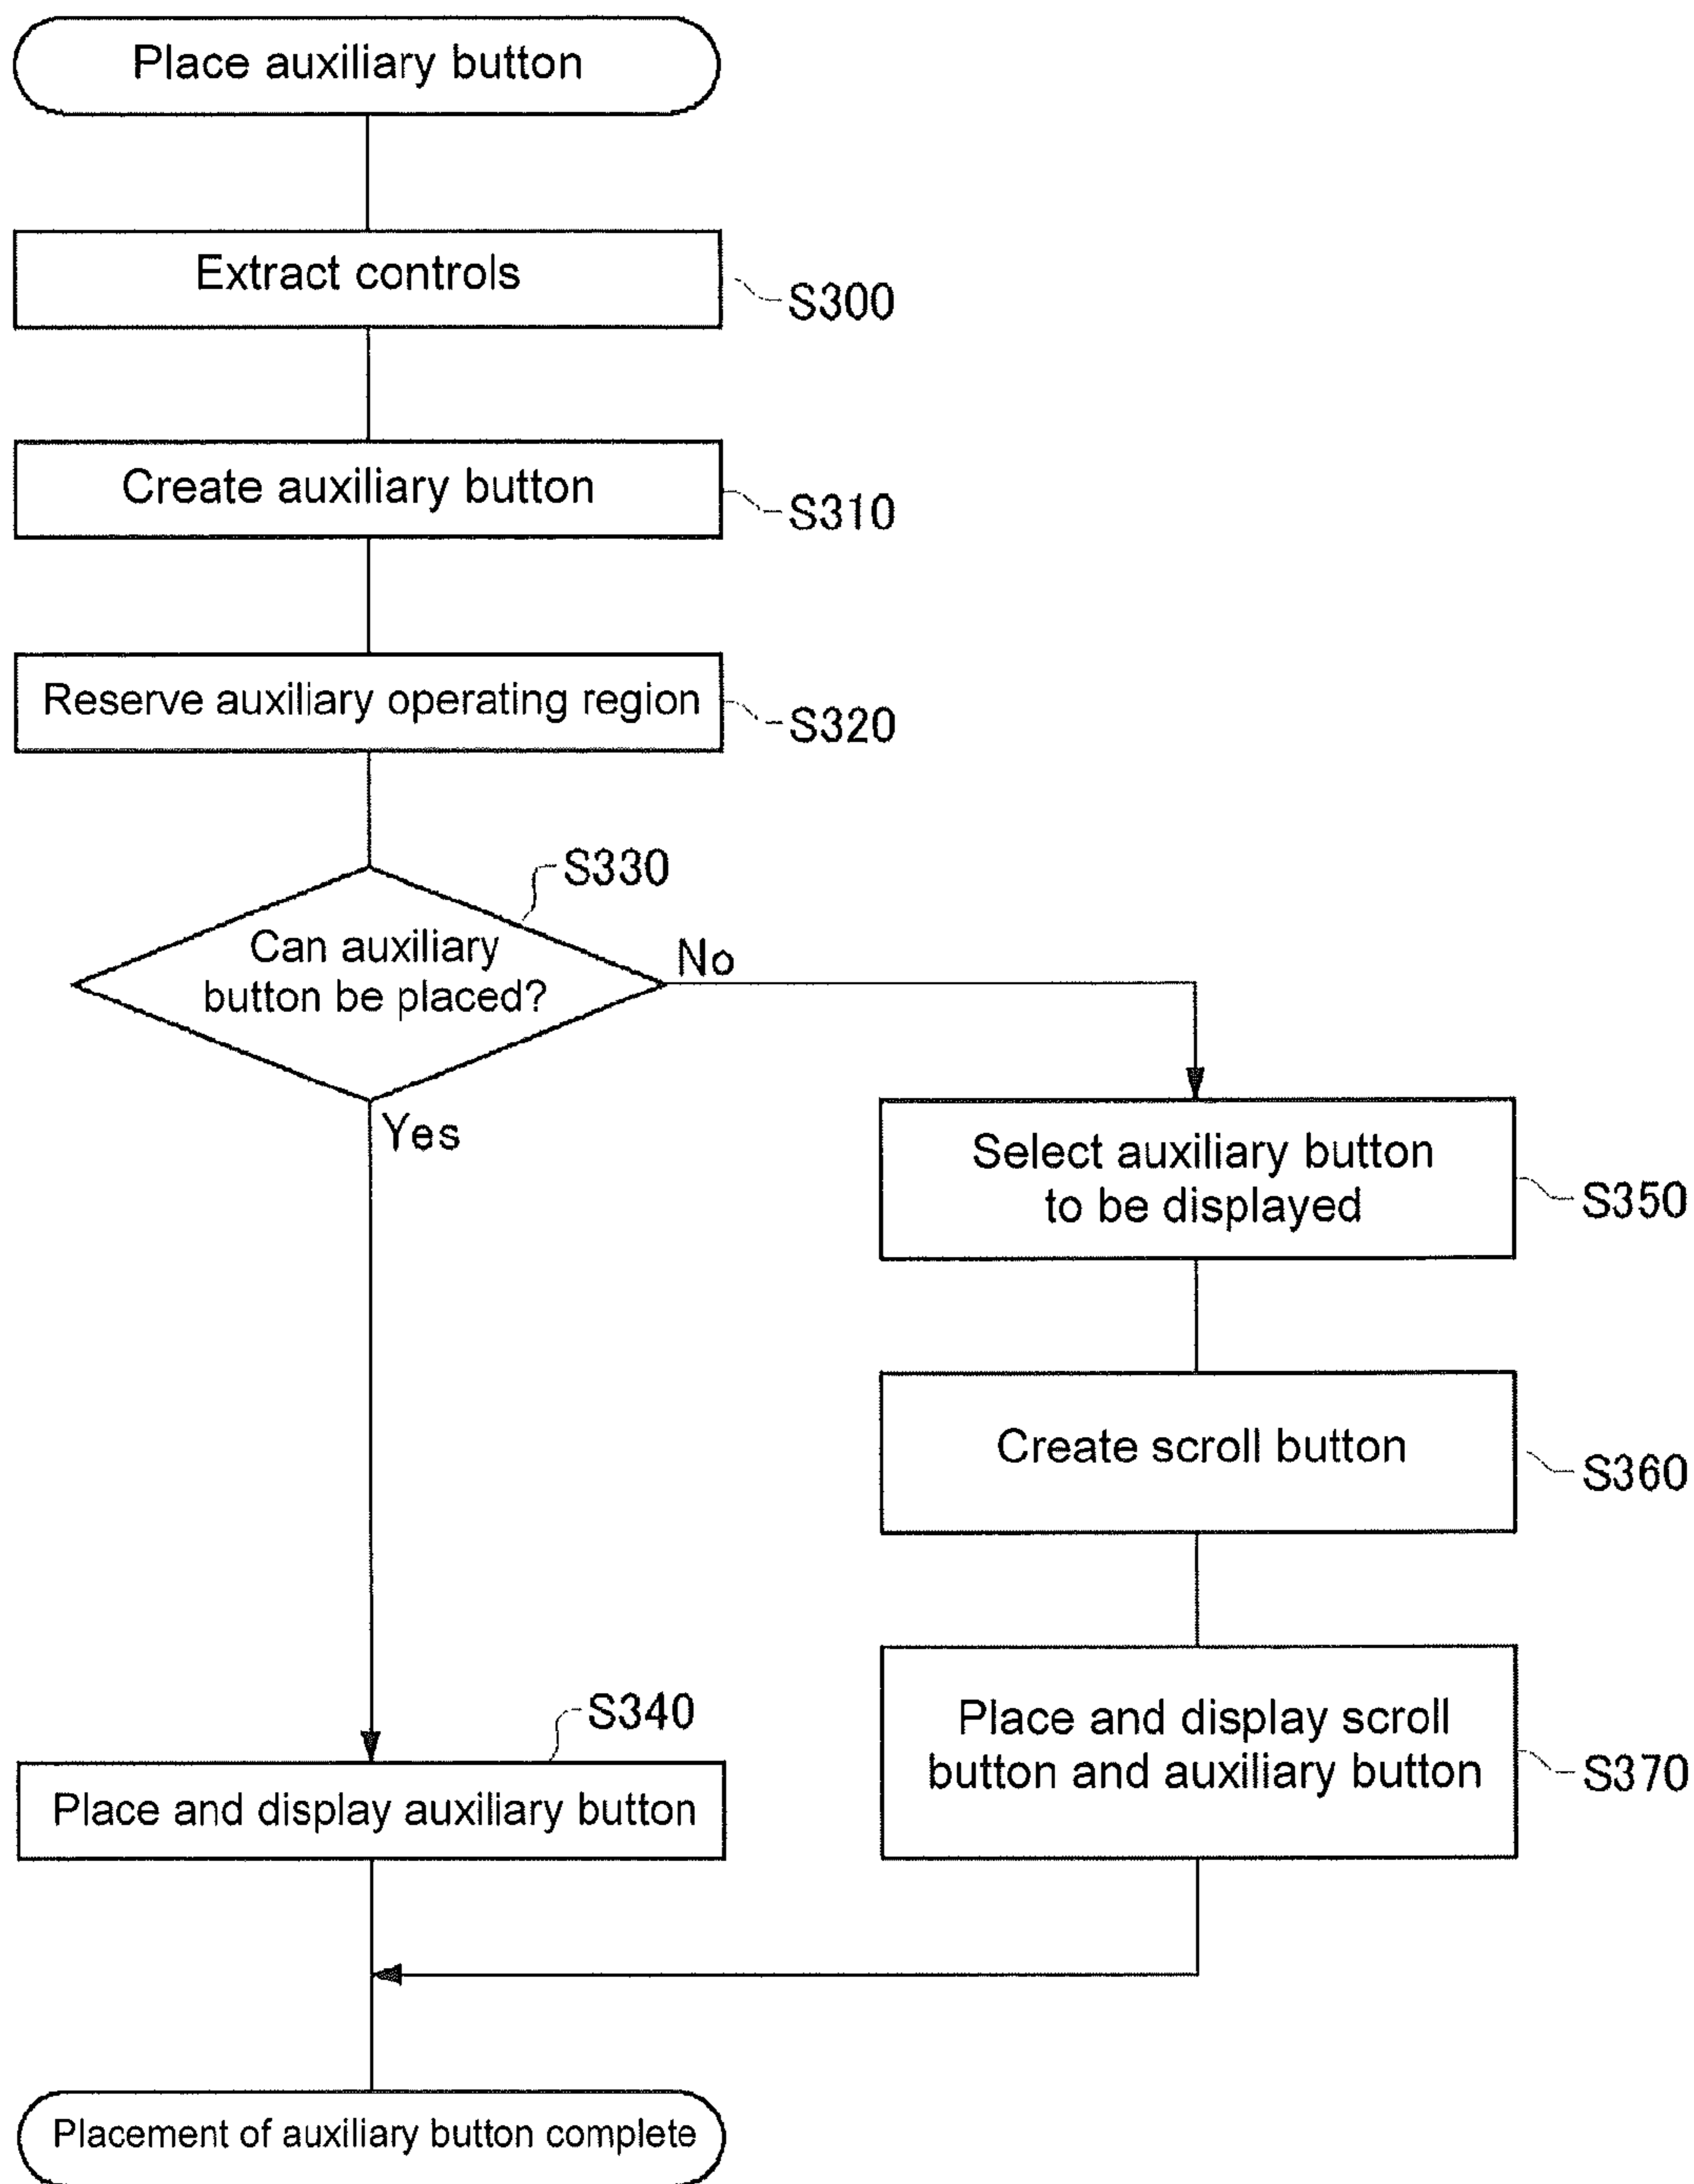 Place auxiliary button
Extract controls
S300
Create auxiliary button
S310
Reserve auxiliary operating region
S320
S330
Can auxiliary
button be placed?
No
Yes
Select auxiliary button
to be displayed
S350
Create scroll button
S360
Place and display scroll
button and auxiliary button
S370
S340
Place and display auxiliary button
Placement of auxiliary button complete